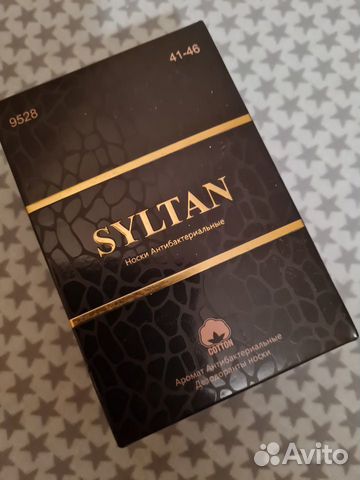 9528
41-46
SYLTAN
Носки Антибактериальные
COTTON
Аромат Антибактериальные
Дезодоранты носки
Avito